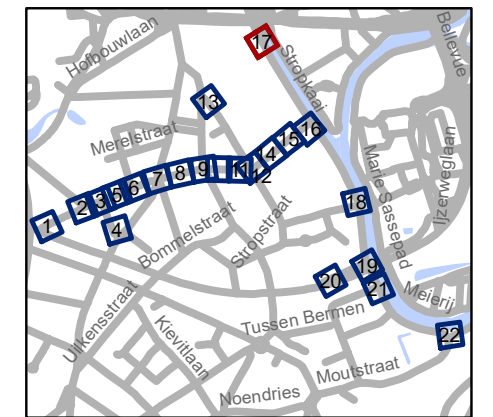 Hofbouwlaan
17
Bellevue
Stropkaai
13
Merelstraat
16
15
14
Marie Sassepad
Ijzerweglaan
11
12
9
8
7
6
5
3
2
1
4
18
Bommelstraat
Stropstraat
19
20
21
Meierij
Uilkensstraat
Tussen Bermen
22
Kievitlaan
Moutstraat
Noendries